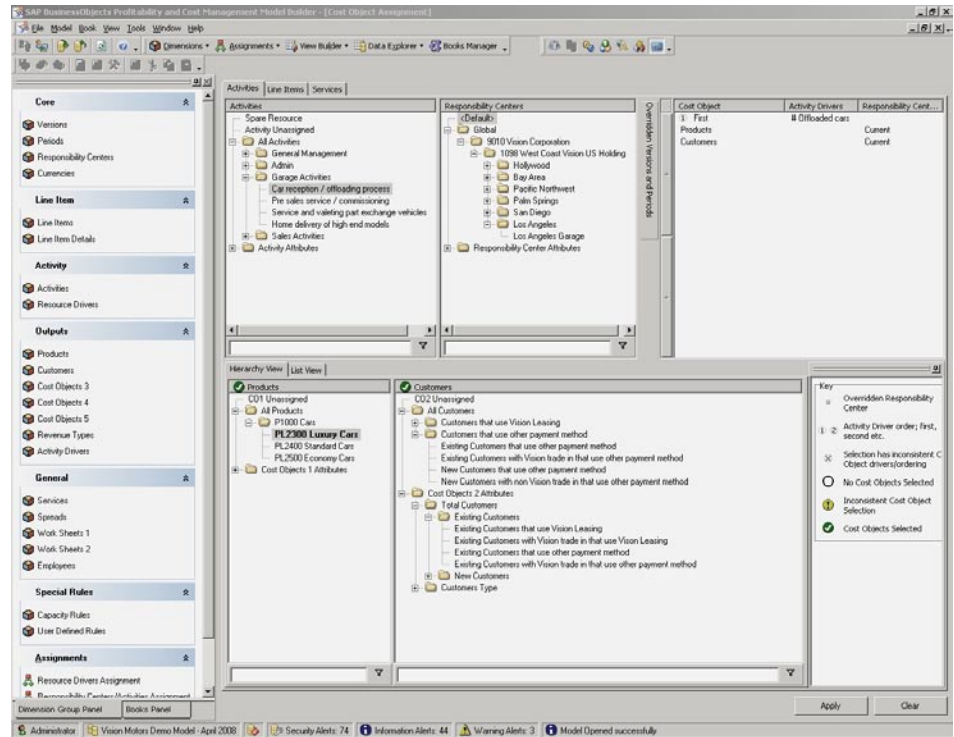 SAP BusinessObjects Profitability and Cost Management Model Builder - [Cost Object Assignment]
File Model Book View Tools Window Help
Dimensions Assignments View Builder Data Explorer Books Manager
Core
Versions
Periods
Responsibility Centers
Currencies
Line Item
Line Items
Line Item Details
Activity
Activities
Resource Drivers
Outputs
Products
Customers
Cost Objects 3
Cost Objects 4
Cost Objects 5
Revenue Types
Activity Drivers
General
Services
Spreads
Work Sheets 1
Work Sheets 2
Employees
Special Rules
Capacity Rules
User Defined Rules
Assignments
Resource Drivers Assignment
Responsibility Centers/Activities Assignment
Dimension Group Panel Books Panel
Activities Line Items Services
Activities
Spare Resource
Activity Unassigned
All Activities
General Management
Admin
Garage Activities
Car reception / offloading process
Pre sales service / commissioning
Service and valeting part exchange vehicles
Home delivery of high end models
Sales Activities
Activity Attributes
Responsibility Centers
<Default>
Global
9010 Vision Corporation
1098 West Coast Vision US Holding
Hollywood
Bay Area
Pacific Northwest
Palm Springs
San Diego
Los Angeles
Los Angeles Garage
Responsibility Center Attributes
Overridden Versions and Periods
Cost Object Activity Drivers Responsibility Cent...
1 First # Offloaded cars
Products Current
Customers Current
Hierarchy View List View
Products
CO1 Unassigned
All Products
P1000 Cars
PL2300 Luxury Cars
PL2400 Standard Cars
PL2500 Economy Cars
Cost Objects 1 Attributes
Customers
CO2 Unassigned
All Customers
Customers that use Vision Leasing
Customers that use other payment method
Existing Customers that use other payment method
Existing Customers with Vision trade in that use other payment method
New Customers that use other payment method
New Customers with non Vision trade in that use other payment method
Cost Objects 2 Attributes
Total Customers
Existing Customers
Existing Customers that use Vision Leasing
Existing Customers with Vision trade in that use Vison Leasing
Existing Customers that use other payment method
Existing Customers with Vision trade in that use other payment method
New Customers
Customers Type
Key
Overridden Responsibility
Center
1 2 Activity Driver order; first,
second etc.
Selection has inconsistent C
Object drivers/ordering
No Cost Objects Selected
Inconsistent Cost Object
Selection
Cost Objects Selected
Apply Clear
Administrator Vision Motors Demo Model - April 2008 Security Alerts: 74 Information Alerts: 44 Warning Alerts: 3 Model Opened successfully